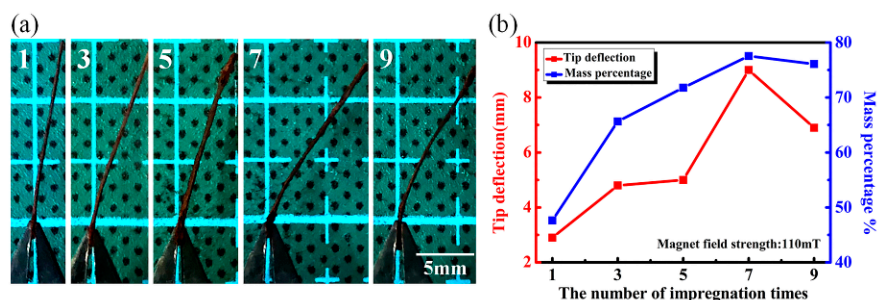 (a)
1 3 5 7 9
5mm
(b)
Tip deflection(mm)
10
8
6
4
2
Tip deflection
Mass percentage
Magnet field strength:110mT
1 3 5 7 9
The number of impregnation times
80
70
60
50
40
Mass percentage %